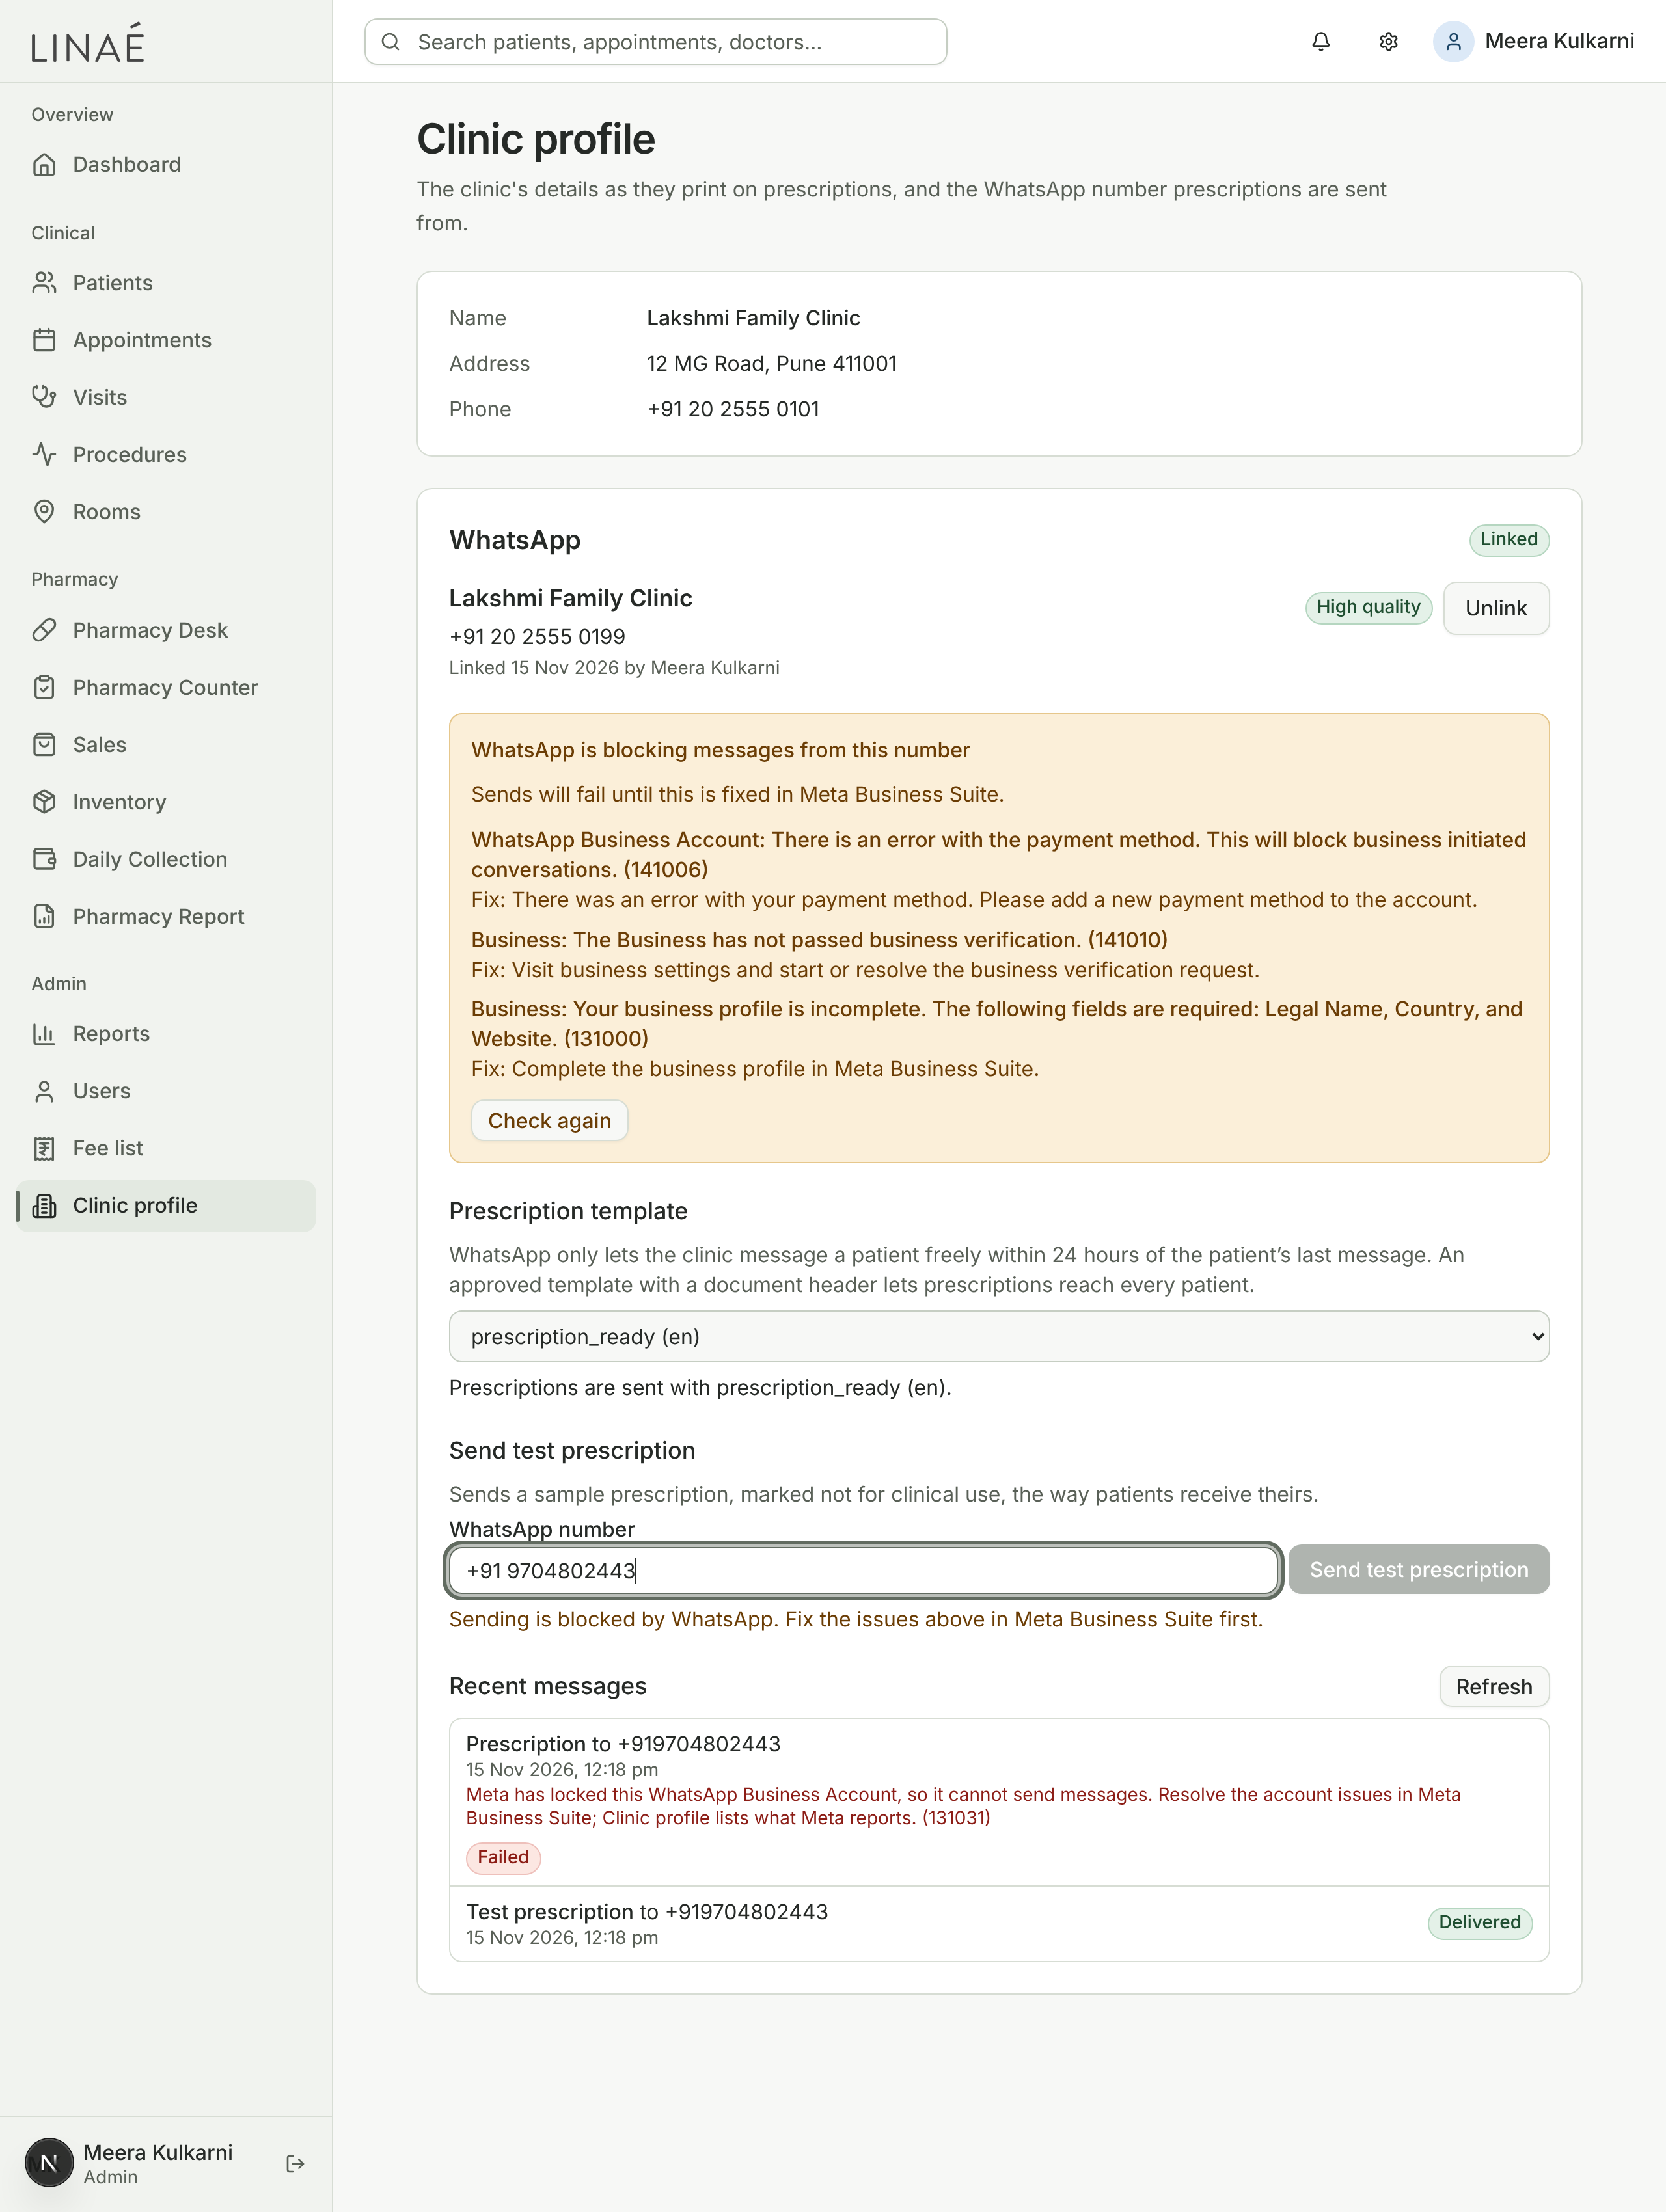 LINAÉ
Search patients, appointments, doctors...
Meera Kulkarni
Overview
Dashboard
Clinical
Patients
Appointments
Visits
Procedures
Rooms
Pharmacy
Pharmacy Desk
Pharmacy Counter
Sales
Inventory
Daily Collection
Pharmacy Report
Admin
Reports
Users
Fee list
Clinic profile
Meera Kulkarni
Admin
Clinic profile
The clinic's details as they print on prescriptions, and the WhatsApp number prescriptions are sent
from.
Name Lakshmi Family Clinic
Address 12 MG Road, Pune 411001
Phone +91 20 2555 0101
WhatsApp
Linked
Lakshmi Family Clinic
High quality
Unlink
+91 20 2555 0199
Linked 15 Nov 2026 by Meera Kulkarni
WhatsApp is blocking messages from this number
Sends will fail until this is fixed in Meta Business Suite.
WhatsApp Business Account: There is an error with the payment method. This will block business initiated
conversations. (141006)
Fix: There was an error with your payment method. Please add a new payment method to the account.
Business: The Business has not passed business verification. (141010)
Fix: Visit business settings and start or resolve the business verification request.
Business: Your business profile is incomplete. The following fields are required: Legal Name, Country, and
Website. (131000)
Fix: Complete the business profile in Meta Business Suite.
Check again
Prescription template
WhatsApp only lets the clinic message a patient freely within 24 hours of the patient’s last message. An
approved template with a document header lets prescriptions reach every patient.
prescription_ready (en)
Prescriptions are sent with prescription_ready (en).
Send test prescription
Sends a sample prescription, marked not for clinical use, the way patients receive theirs.
WhatsApp number
+91 9704802443
Send test prescription
Sending is blocked by WhatsApp. Fix the issues above in Meta Business Suite first.
Recent messages
Refresh
Prescription to +919704802443
15 Nov 2026, 12:18 pm
Meta has locked this WhatsApp Business Account, so it cannot send messages. Resolve the account issues in Meta
Business Suite; Clinic profile lists what Meta reports. (131031)
Failed
Test prescription to +919704802443
15 Nov 2026, 12:18 pm
Delivered